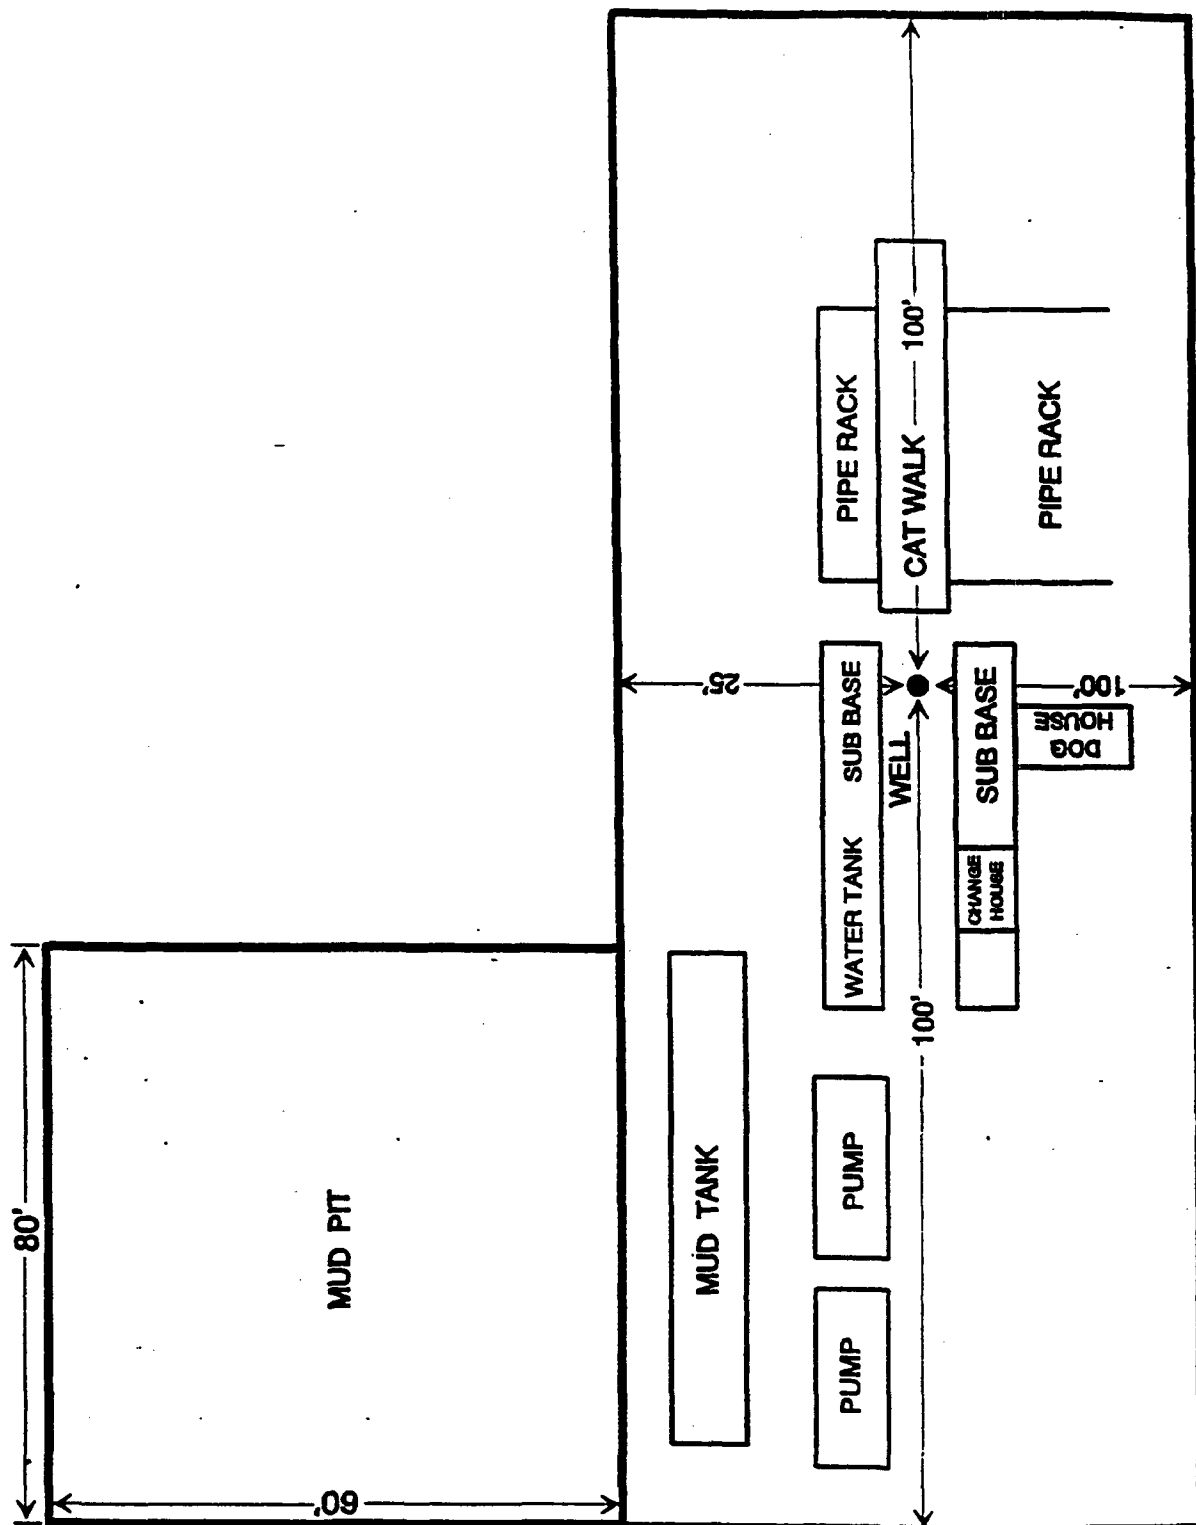 80'
MUD PIT
60'
MUD TANK
PUMP
PUMP
WATER TANK
SUB BASE
WELL
25'
100'
100'
SUB BASE
CHANGE
HOUSE
DOG
HOUSE
PIPE RACK
CAT WALK
100'
PIPE RACK